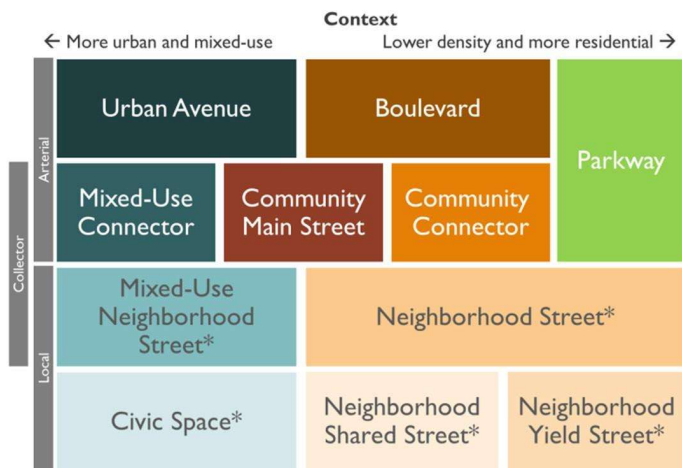 Context
← More urban and mixed-use
Lower density and more residential →
Arterial
Collector
Local
Urban Avenue
Boulevard
Parkway
Mixed-Use
Connector
Community
Main Street
Community
Connector
Mixed-Use
Neighborhood
Street*
Neighborhood Street*
Civic Space*
Neighborhood
Shared Street*
Neighborhood
Yield Street*